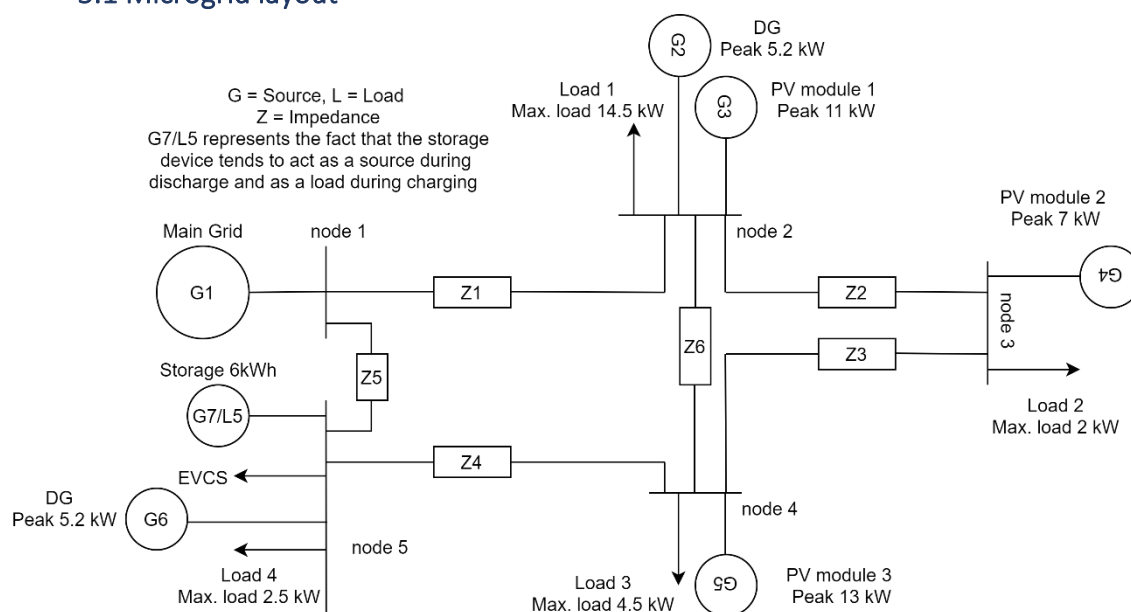 3.1 Microgrid layout
G = Source, L = Load
Z = Impedance
G7/L5 represents the fact that the storage
device tends to act as a source during
discharge and as a load during charging
DG
Peak 5.2 kW
G2
Load 1
Max. load 14.5 kW
PV module 1
Peak 11 kW
G3
node 2
Main Grid
G1
node 1
Z1
Z2
PV module 2
Peak 7 kW
G4
node 3
Z6
Z3
Z5
Storage 6kWh
G7/L5
Load 2
Max. load 2 kW
Z4
EVCS
DG
Peak 5.2 kW
G6
node 5
node 4
Load 4
Max. load 2.5 kW
Load 3
Max. load 4.5 kW
G5
PV module 3
Peak 13 kW